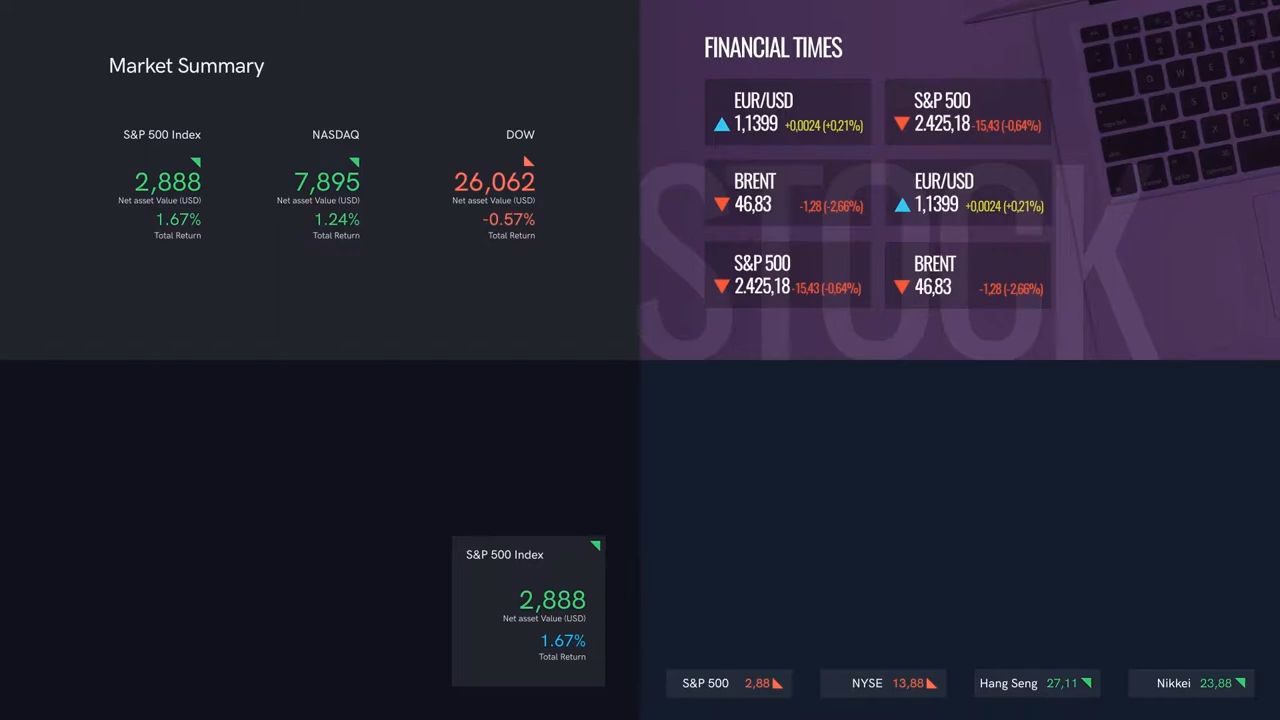 Market Summary
S&P 500 Index
2,888
Net asset Value (USD)
1.67%
Total Return
NASDAQ
7,895
Net asset Value (USD)
1.24%
Total Return
DOW
26,062
Net asset Value (USD)
-0.57%
Total Return
FINANCIAL TIMES
EUR/USD
1,1399 +0,0024 (+0,21%)
S&P 500
2.425,18 -15,43 (-0,64%)
BRENT
46,83 -1,28 (-2,66%)
EUR/USD
1,1399 +0,0024 (+0,21%)
S&P 500
2.425,18 -15,43 (-0,64%)
BRENT
46,83 -1,28 (-2,66%)
STOCK
S&P 500 Index
2,888
Net asset Value (USD)
1.67%
Total Return
S&P 500 2,88
NYSE 13,88
Hang Seng 27,11
Nikkei 23,88